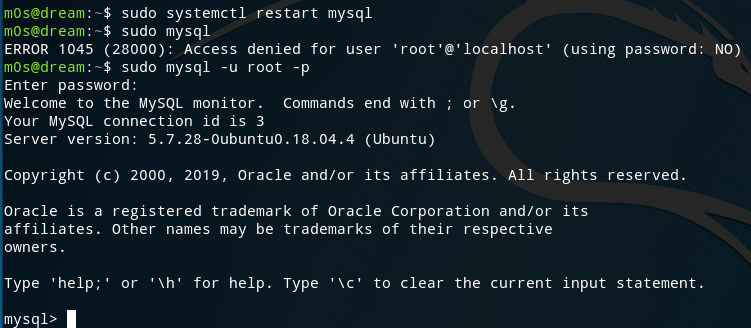 m0s@dream:~$ sudo systemctl restart mysql
m0s@dream:~$ sudo mysql
ERROR 1045 (28000): Access denied for user 'root'@'localhost' (using password: NO)
m0s@dream:~$ sudo mysql -u root -p
Enter password:
Welcome to the MySQL monitor.  Commands end with ; or \g.
Your MySQL connection id is 3
Server version: 5.7.28-0ubuntu0.18.04.4 (Ubuntu)
Copyright (c) 2000, 2019, Oracle and/or its affiliates. All rights reserved.
Oracle is a registered trademark of Oracle Corporation and/or its
affiliates. Other names may be trademarks of their respective
owners.
Type 'help;' or '\h' for help. Type '\c' to clear the current input statement.
mysql>